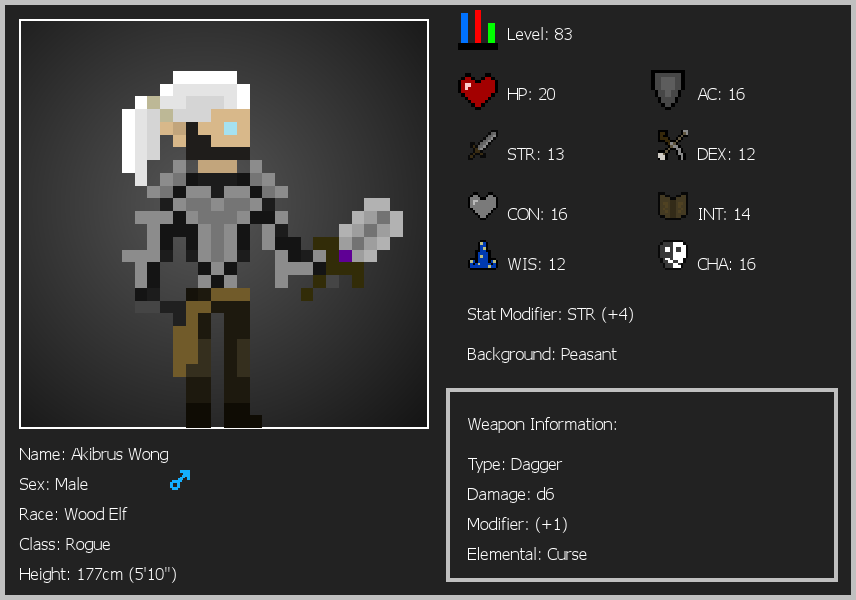 Level: 83
HP: 20
AC: 16
STR: 13
DEX: 12
CON: 16
INT: 14
WIS: 12
CHA: 16
Stat Modifier: STR (+4)
Background: Peasant
Weapon Information:
Type: Dagger
Damage: d6
Modifier: (+1)
Elemental: Curse
Name: Akibrus Wong
Sex: Male
Race: Wood Elf
Class: Rogue
Height: 177cm (5'10")